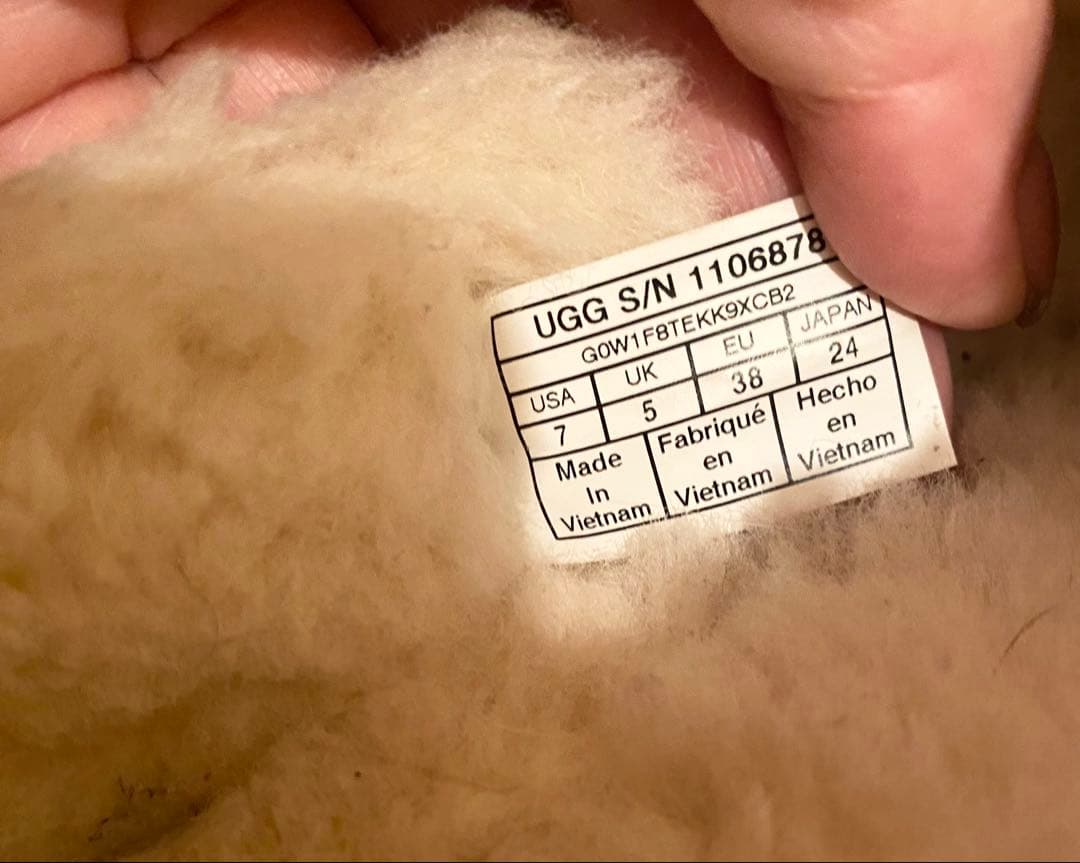 UGG S/N 1106878
G0W1F8TEKK9XCB2
USA UK EU JAPAN
7 5 38 24
Made In Vietnam
Fabriqué en Vietnam
Hecho en Vietnam